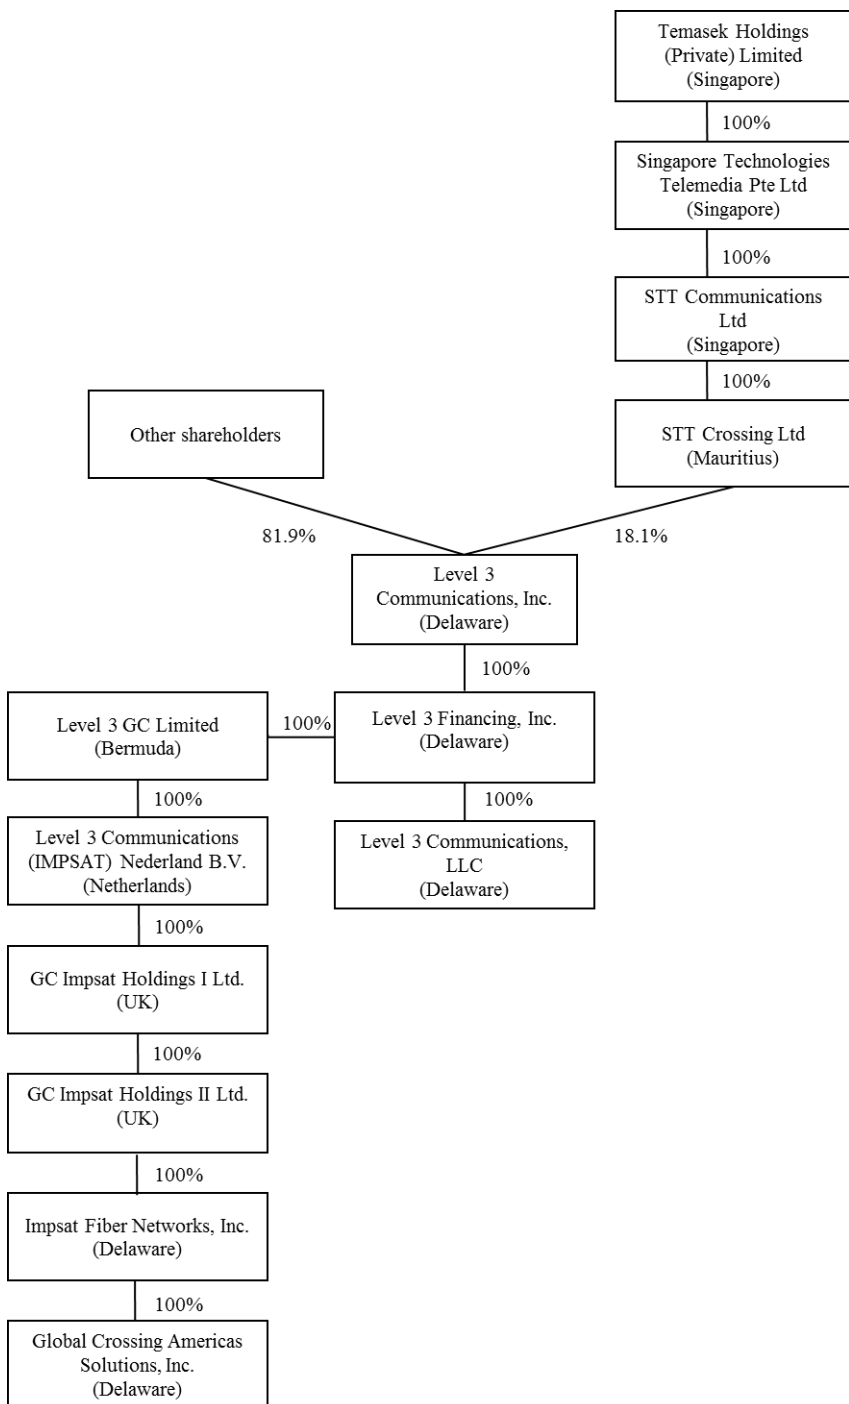 Temasek Holdings
(Private) Limited
(Singapore)
100%
Singapore Technologies
Telemedia Pte Ltd
(Singapore)
100%
STT Communications
Ltd
(Singapore)
100%
Other shareholders
STT Crossing Ltd
(Mauritius)
81.9%
18.1%
Level 3
Communications, Inc.
(Delaware)
100%
Level 3 GC Limited
(Bermuda)
100%
Level 3 Financing, Inc.
(Delaware)
100%
100%
Level 3 Communications
(IMPSAT) Nederland B.V.
(Netherlands)
Level 3 Communications,
LLC
(Delaware)
100%
GC Impsat Holdings I Ltd.
(UK)
100%
GC Impsat Holdings II Ltd.
(UK)
100%
Impsat Fiber Networks, Inc.
(Delaware)
100%
Global Crossing Americas
Solutions, Inc.
(Delaware)